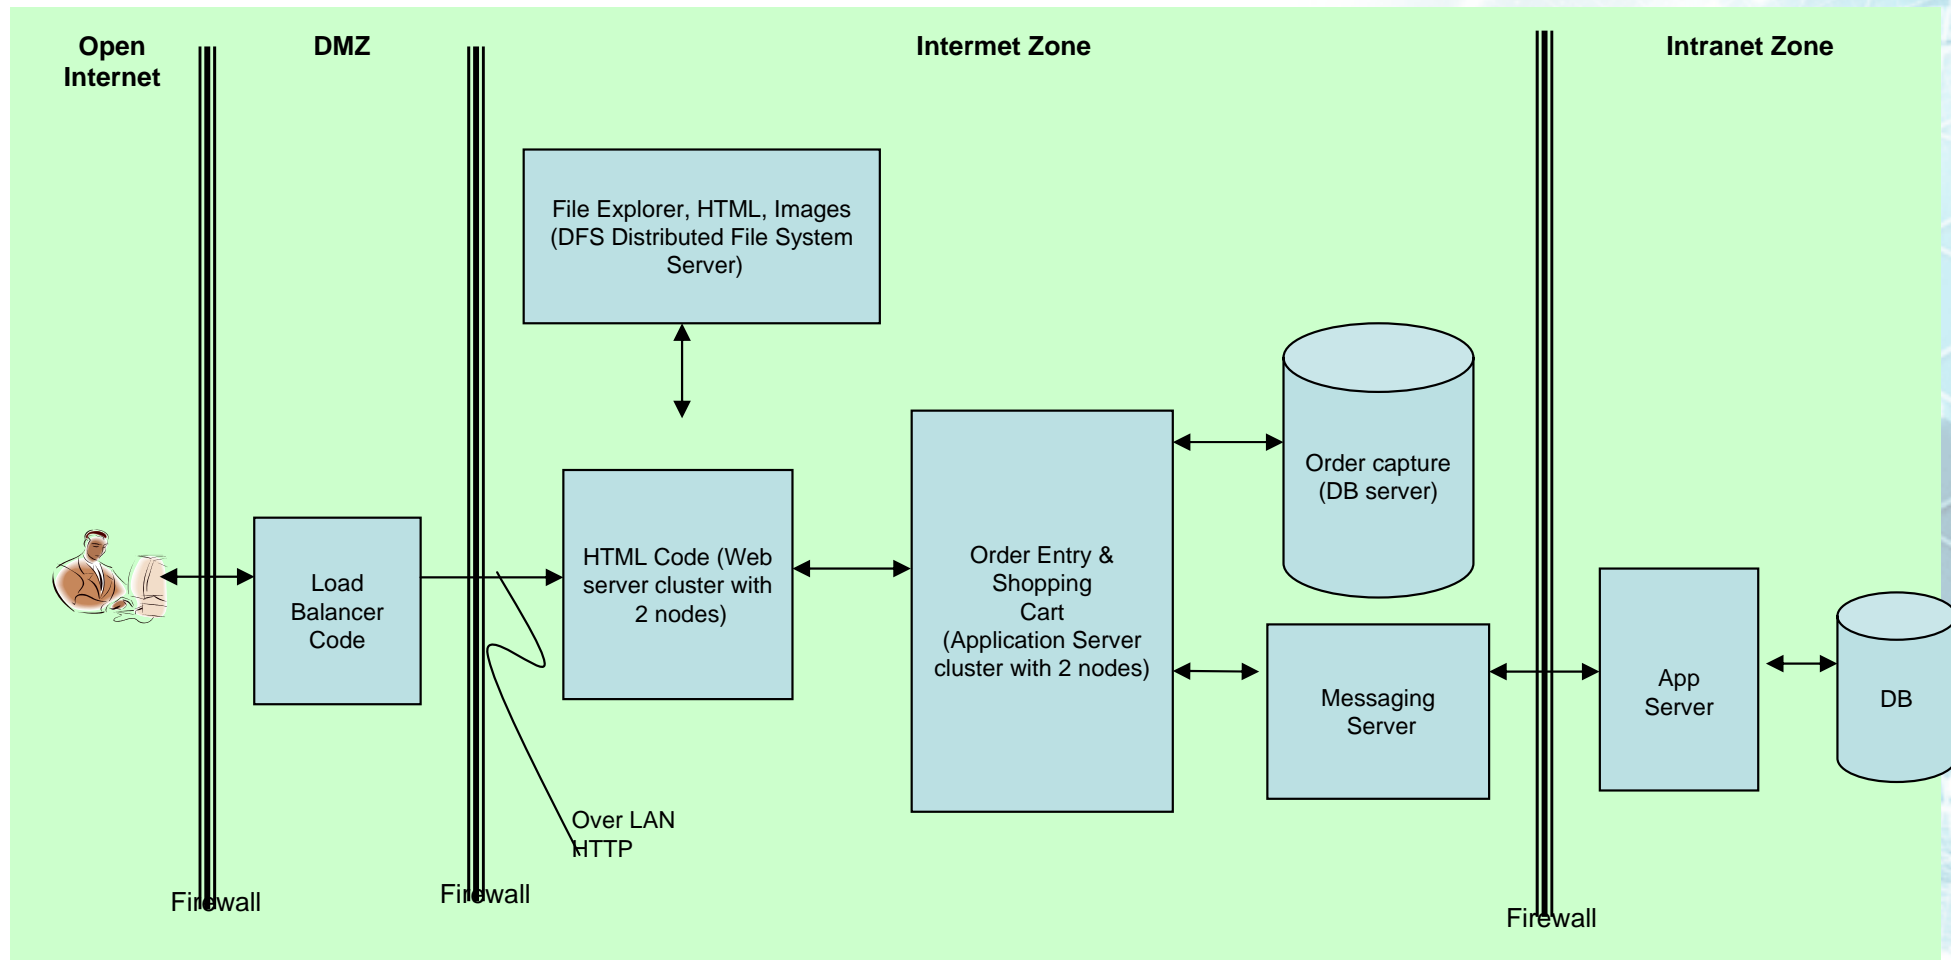 Open
Internet
DMZ
Intermet Zone
Intranet Zone
File Explorer, HTML, Images
(DFS Distributed File System
Server)
Order capture
(DB server)
Load
Balancer
Code
HTML Code (Web
server cluster with
2 nodes)
Order Entry &
Shopping
Cart
(Application Server
cluster with 2 nodes)
Messaging
Server
App
Server
DB
Over LAN
HTTP
Firewall
Firewall
Firewall